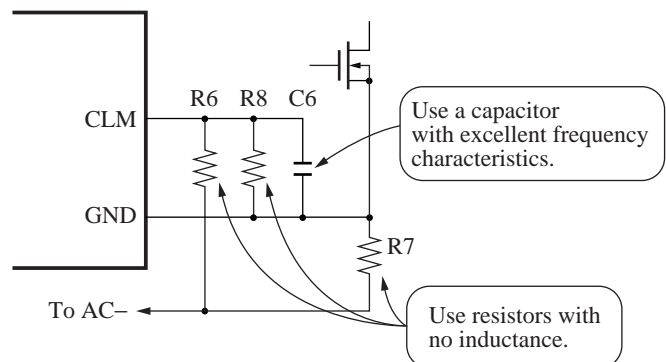 R6 R8 C6
CLM
Use a capacitor
with excellent frequency
characteristics.
GND
R7
To AC–
Use resistors with
no inductance.